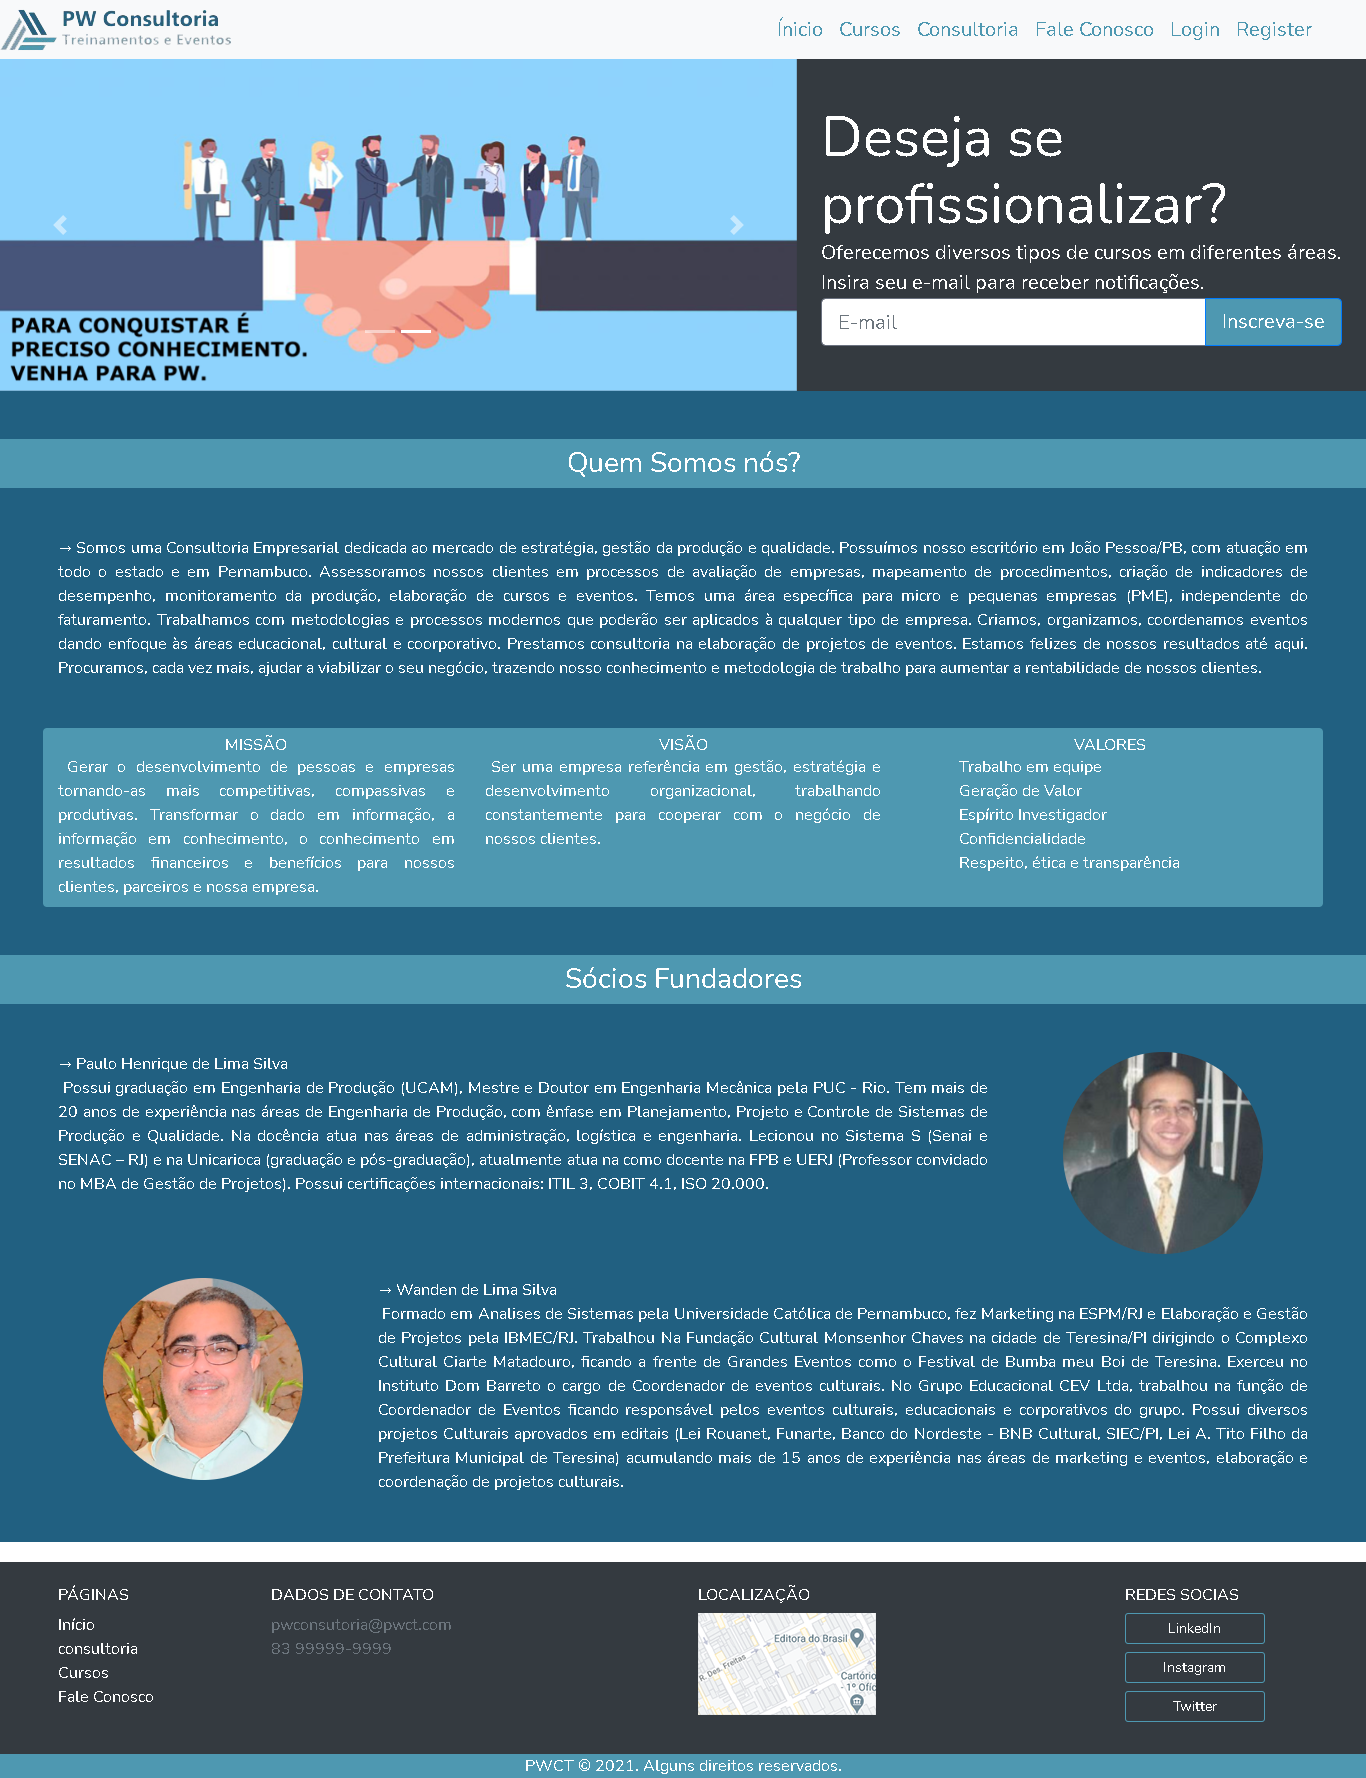 PW Consultoria
Treinamentos e Eventos
Ínicio Cursos Consultoria Fale Conosco Login Register
PARA CONQUISTAR É
PRECISO CONHECIMENTO.
VENHA PARA PW.
Deseja se
profissionalizar?
Oferecemos diversos tipos de cursos em diferentes áreas.
Insira seu e-mail para receber notificações.
E-mail
Inscreva-se
Quem Somos nós?
→ Somos uma Consultoria Empresarial dedicada ao mercado de estratégia, gestão da produção e qualidade. Possuímos nosso escritório em João Pessoa/PB, com atuação em
todo o estado e em Pernambuco. Assessoramos nossos clientes em processos de avaliação de empresas, mapeamento de procedimentos, criação de indicadores de
desempenho, monitoramento da produção, elaboração de cursos e eventos. Temos uma área específica para micro e pequenas empresas (PME), independente do
faturamento. Trabalhamos com metodologias e processos modernos que poderão ser aplicados à qualquer tipo de empresa. Criamos, organizamos, coordenamos eventos
dando enfoque às áreas educacional, cultural e coorporativo. Prestamos consultoria na elaboração de projetos de eventos. Estamos felizes de nossos resultados até aqui.
Procuramos, cada vez mais, ajudar a viabilizar o seu negócio, trazendo nosso conhecimento e metodologia de trabalho para aumentar a rentabilidade de nossos clientes.
MISSÃO
Gerar o desenvolvimento de pessoas e empresas
tornando-as mais competitivas, compassivas e
produtivas. Transformar o dado em informação, a
informação em conhecimento, o conhecimento em
resultados financeiros e benefícios para nossos
clientes, parceiros e nossa empresa.
VISÃO
Ser uma empresa referência em gestão, estratégia e
desenvolvimento organizacional, trabalhando
constantemente para cooperar com o negócio de
nossos clientes.
VALORES
Trabalho em equipe
Geração de Valor
Espírito Investigador
Confidencialidade
Respeito, ética e transparência
Sócios Fundadores
→ Paulo Henrique de Lima Silva
Possui graduação em Engenharia de Produção (UCAM), Mestre e Doutor em Engenharia Mecânica pela PUC - Rio. Tem mais de
20 anos de experiência nas áreas de Engenharia de Produção, com ênfase em Planejamento, Projeto e Controle de Sistemas de
Produção e Qualidade. Na docência atua nas áreas de administração, logística e engenharia. Lecionou no Sistema S (Senai e
SENAC – RJ) e na Unicarioca (graduação e pós-graduação), atualmente atua na como docente na FPB e UERJ (Professor convidado
no MBA de Gestão de Projetos). Possui certificações internacionais: ITIL 3, COBIT 4.1, ISO 20.000.
→ Wanden de Lima Silva
Formado em Analises de Sistemas pela Universidade Católica de Pernambuco, fez Marketing na ESPM/RJ e Elaboração e Gestão
de Projetos pela IBMEC/RJ. Trabalhou Na Fundação Cultural Monsenhor Chaves na cidade de Teresina/PI dirigindo o Complexo
Cultural Ciarte Matadouro, ficando a frente de Grandes Eventos como o Festival de Bumba meu Boi de Teresina. Exerceu no
Instituto Dom Barreto o cargo de Coordenador de eventos culturais. No Grupo Educacional CEV Ltda, trabalhou na função de
Coordenador de Eventos ficando responsável pelos eventos culturais, educacionais e corporativos do grupo. Possui diversos
projetos Culturais aprovados em editais (Lei Rouanet, Funarte, Banco do Nordeste - BNB Cultural, SIEC/PI, Lei A. Tito Filho da
Prefeitura Municipal de Teresina) acumulando mais de 15 anos de experiência nas áreas de marketing e eventos, elaboração e
coordenação de projetos culturais.
PÁGINAS
Início
consultoria
Cursos
Fale Conosco
DADOS DE CONTATO
pwconsutoria@pwct.com
83 99999-9999
LOCALIZAÇÃO
Editora do Brasil
R. Des. Freitas
Cartório
- 1º Ofíc
REDES SOCIAS
LinkedIn
Instagram
Twitter
PWCT © 2021. Alguns direitos reservados.